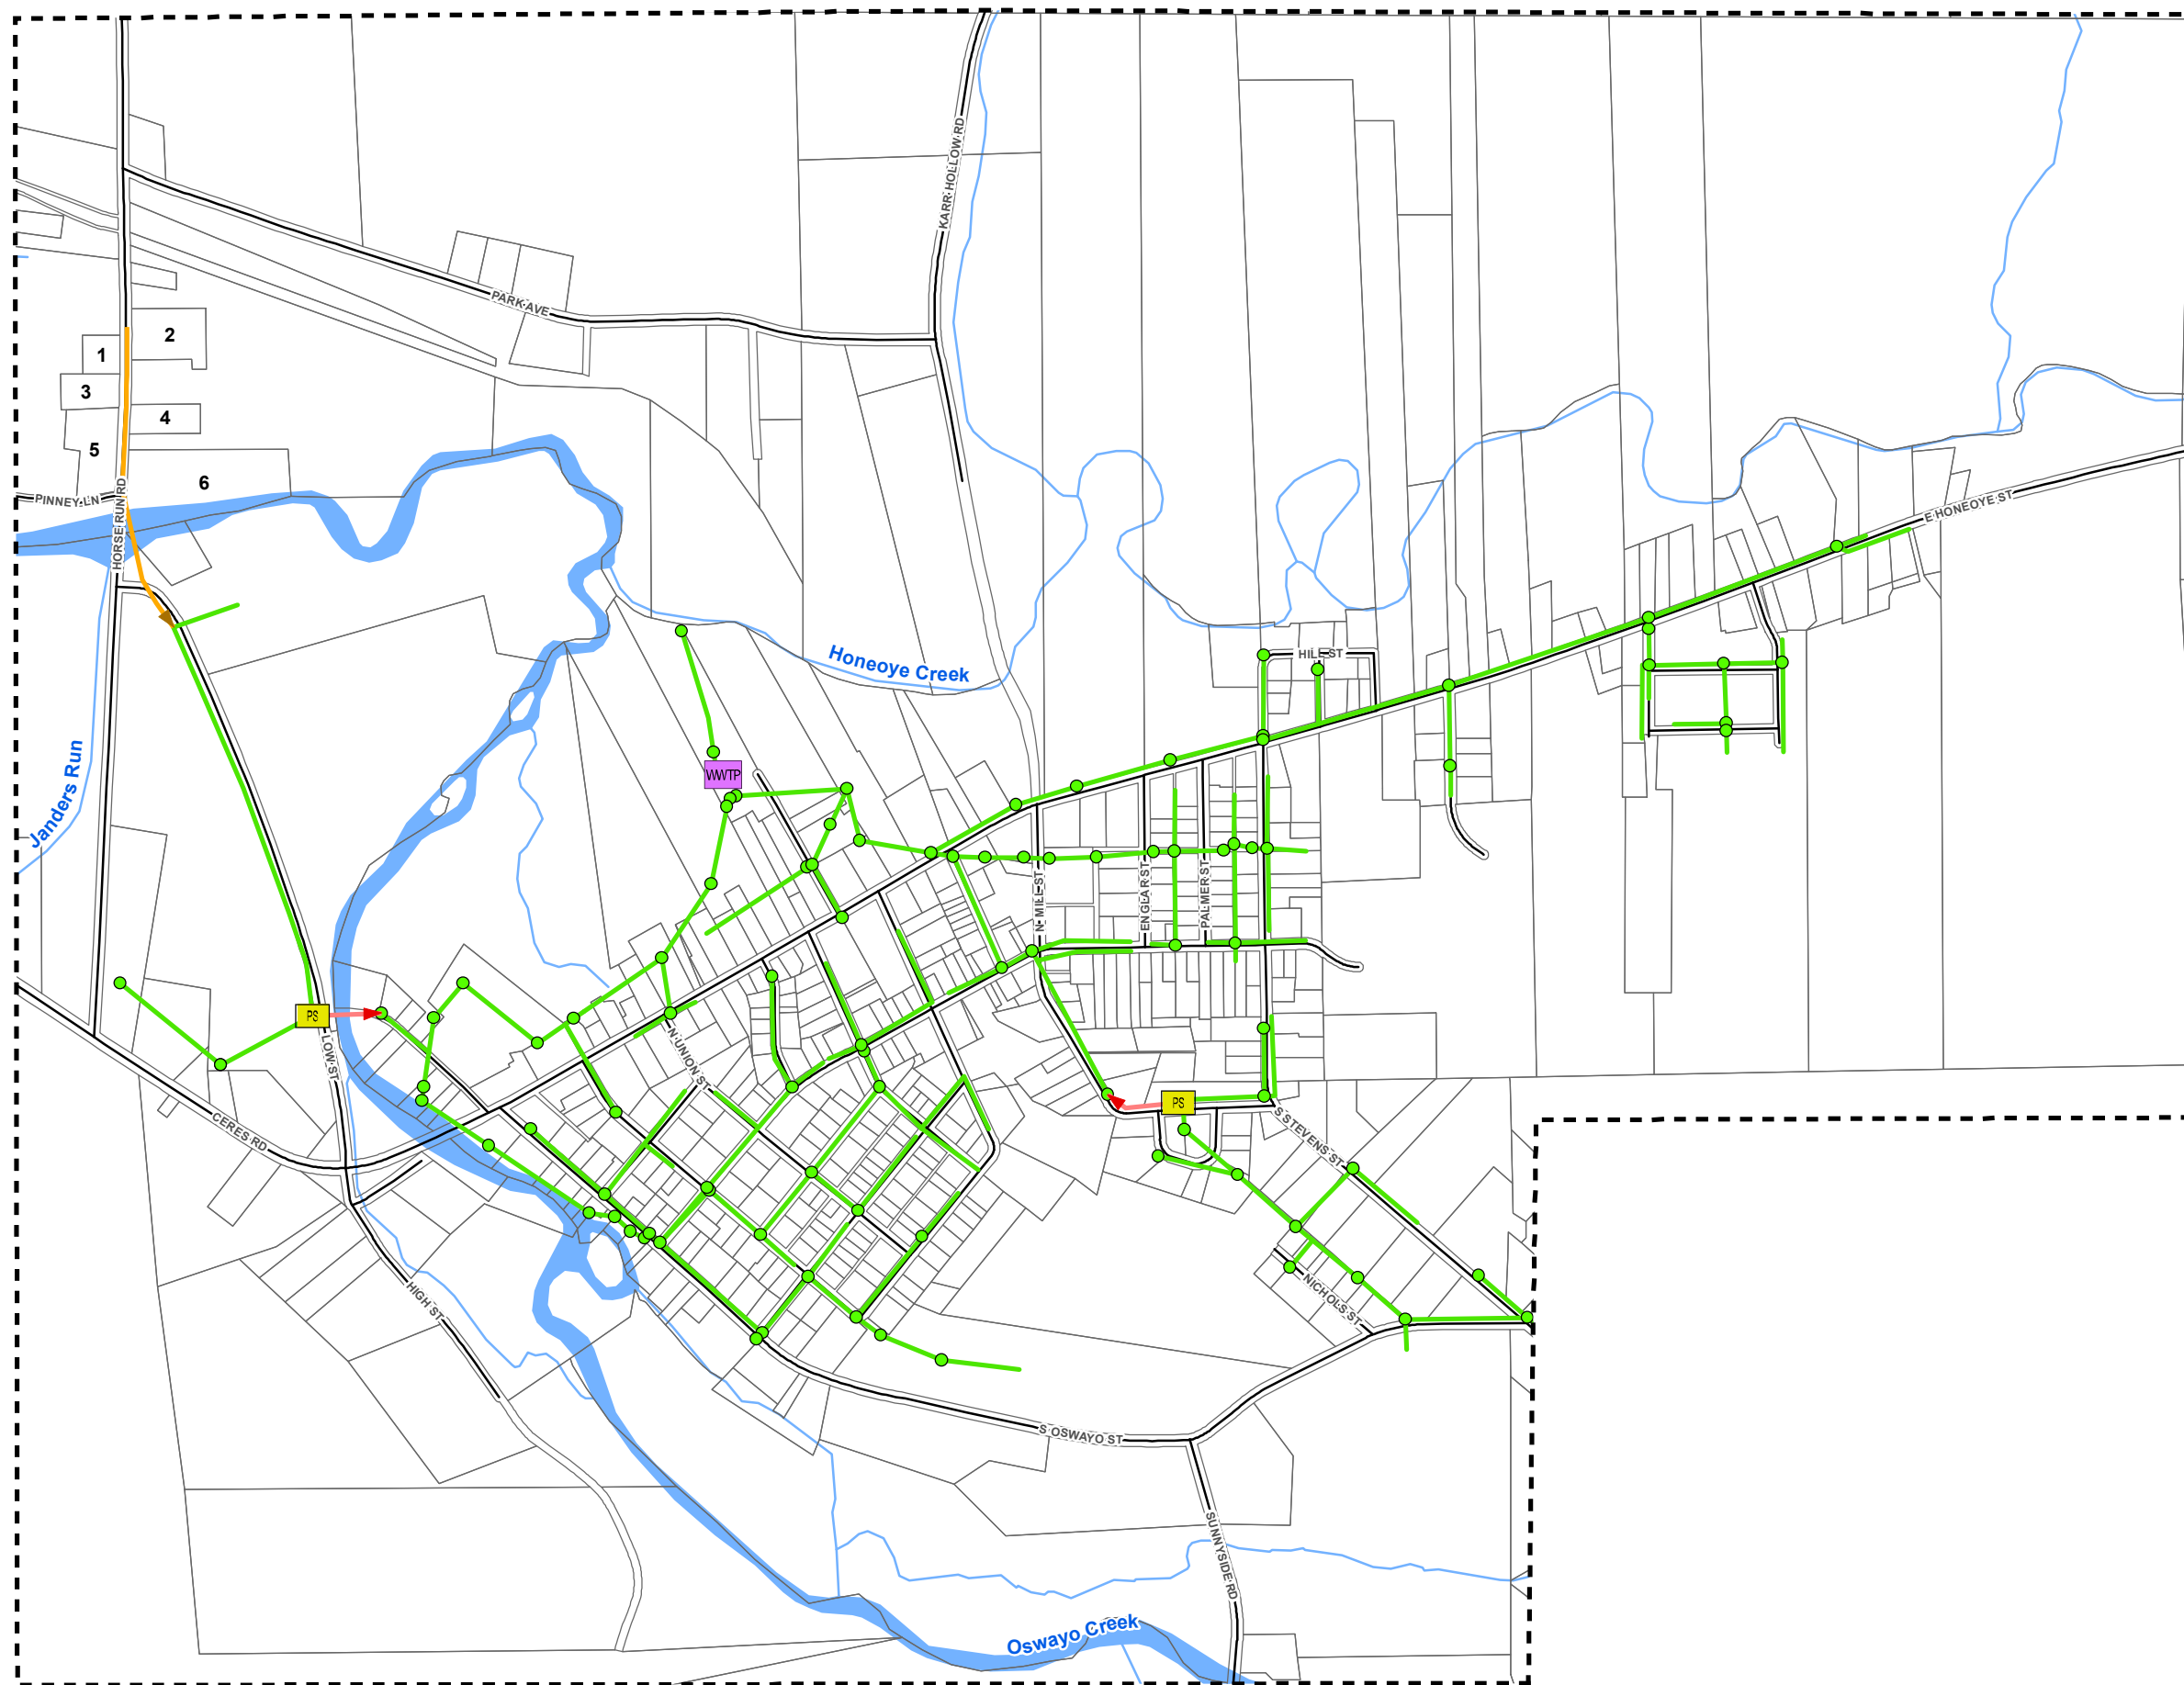 KARR HOLLOW RD
PARK AVE
2
1
3
4
5
6
PINNEY LN
HORSE RUN RD
E HONEOYE ST
Honeoye Creek
HILL ST
WWTP
Janders Run
N MILL ST
ENGLAR ST
PALMER ST
PS
LOW ST
N UNION ST
PS
CERES RD
S STEVENS ST
HIGH ST
NICHOLS ST
S OSWAYO ST
SUNNYSIDE RD
Oswayo Creek